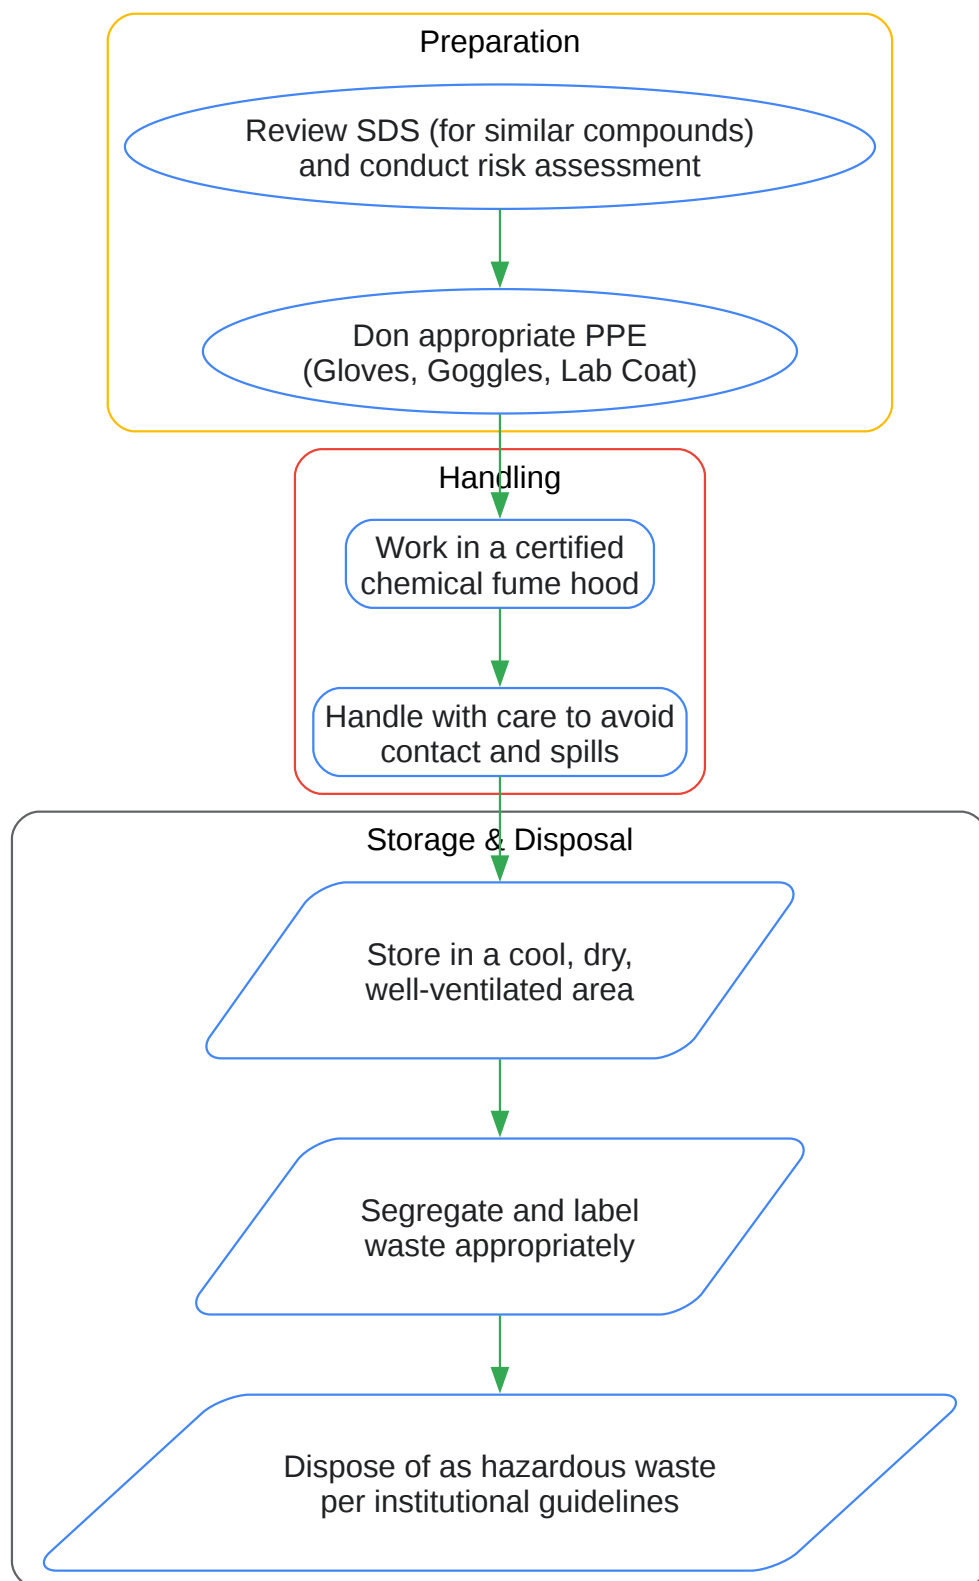 Preparation
Review SDS (for similar compounds)
and conduct risk assessment
Don appropriate PPE
(Gloves, Goggles, Lab Coat)
Handling
Work in a certified
chemical fume hood
Handle with care to avoid
contact and spills
Storage & Disposal
Store in a cool, dry,
well-ventilated area
Segregate and label
waste appropriately
Dispose of as hazardous waste
per institutional guidelines